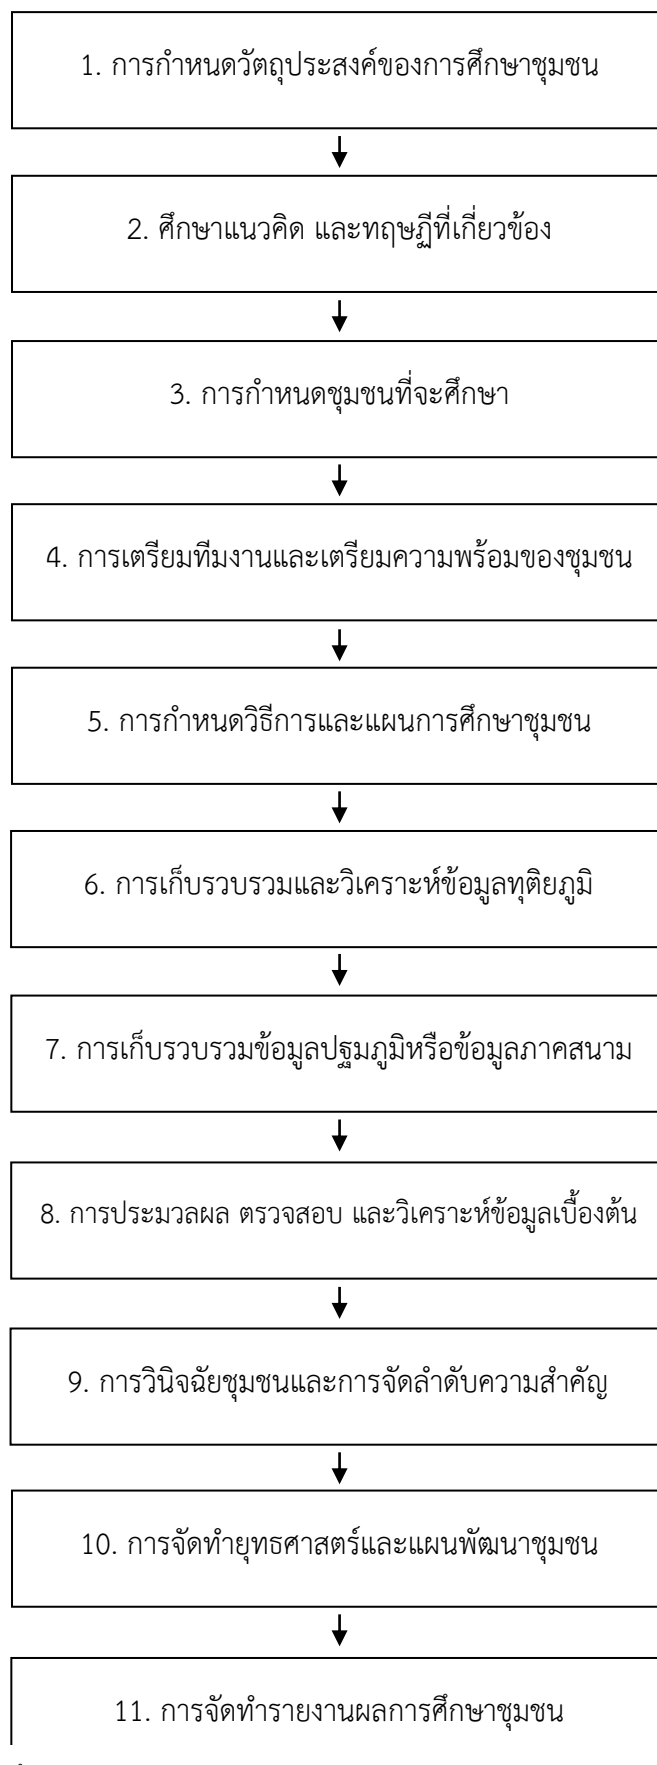 1. การกำหนดวัตถุประสงค์ของการศึกษาชุมชน
2. ศึกษาแนวคิด และทฤษฎีที่เกี่ยวข้อง
3. การกำหนดชุมชนที่จะศึกษา
4. การเตรียมทีมงานและเตรียมความพร้อมของชุมชน
5. การกำหนดวิธีการและแผนการศึกษาชุมชน
6. การเก็บรวบรวมและวิเคราะห์ข้อมูลทุติยภูมิ
7. การเก็บรวบรวมข้อมูลปฐมภูมิหรือข้อมูลภาคสนาม
8. การประมวลผล ตรวจสอบ และวิเคราะห์ข้อมูลเบื้องต้น
9. การวินิจฉัยชุมชนและการจัดลำดับความสำคัญ
10. การจัดทำยุทธศาสตร์และแผนพัฒนาชุมชน
11. การจัดทำรายงานผลการศึกษาชุมชน